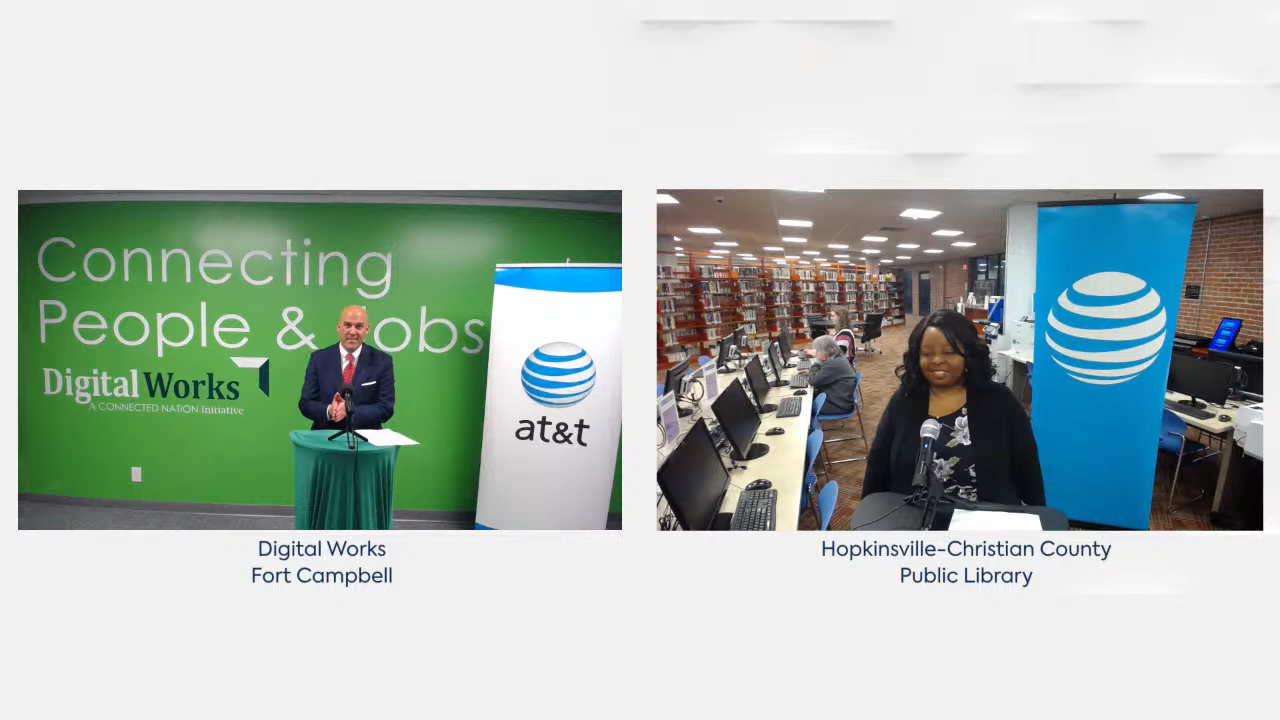 Connecting
People & Jobs
Digital Works
A CONNECTED NATION Initiative
at&t
Digital Works
Fort Campbell
Hopkinsville-Christian County
Public Library